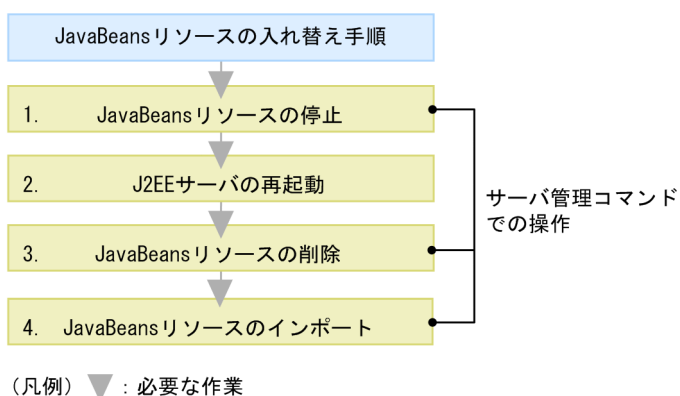 JavaBeansリソースの入れ替え手順
1. JavaBeansリソースの停止
2. J2EEサーバの再起動
サーバ管理コマンド
での操作
3. JavaBeansリソースの削除
4. JavaBeansリソースのインポート
(凡例) ▼ : 必要な作業